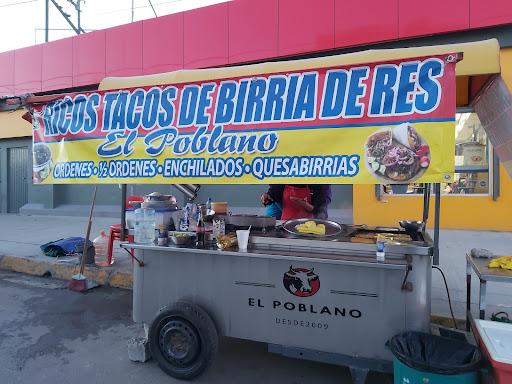 RICOS TACOS DE BIRRIA DE RES
El Poblano
ORDENES • ½ ORDENES • ENCHILADOS • QUESABIRRIAS
EL POBLANO
DESDE 2009